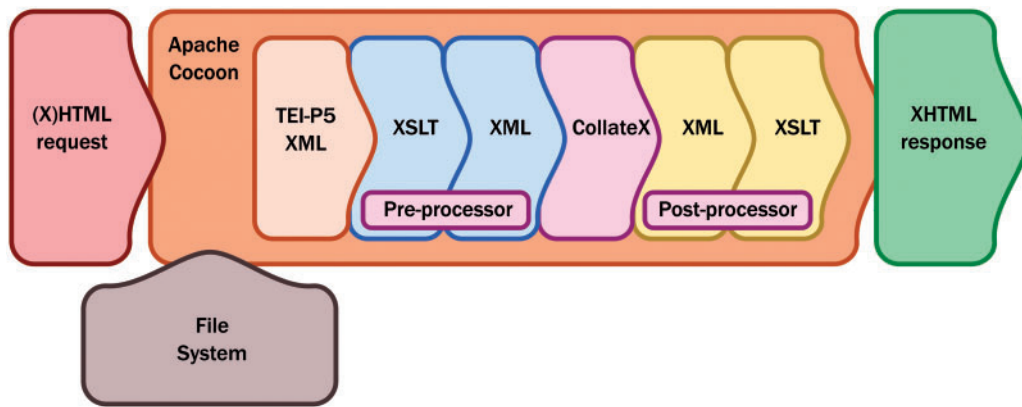 (X)HTML
request
Apache
Cocoon
TEI-P5
XML
XSLT
XML
CollateX
XML
XSLT
Pre-processor
Post-processor
XHTML
response
File
System